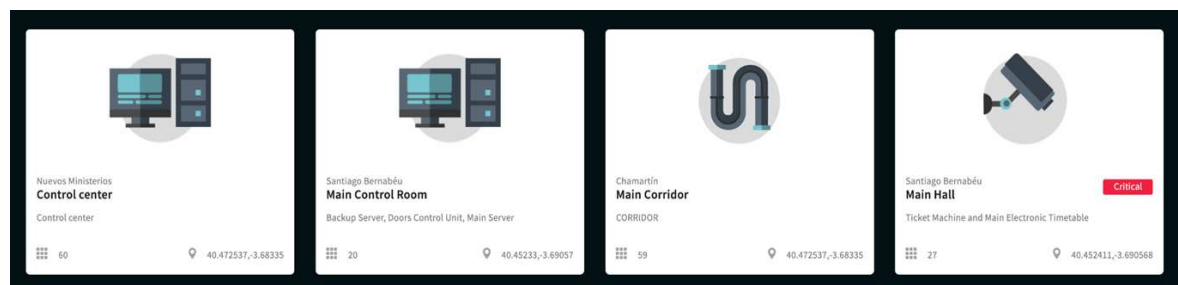 Nuevos Ministerios
Control center
Control center
60
40.472537,-3.68335
Santiago Bernabéu
Main Control Room
Backup Server, Doors Control Unit, Main Server
20
40.45233,-3.69057
Chamartín
Main Corridor
CORRIDOR
59
40.472537,-3.68335
Santiago Bernabéu
Main Hall
Critical
Ticket Machine and Main Electronic Timetable
27
40.452411,-3.690568